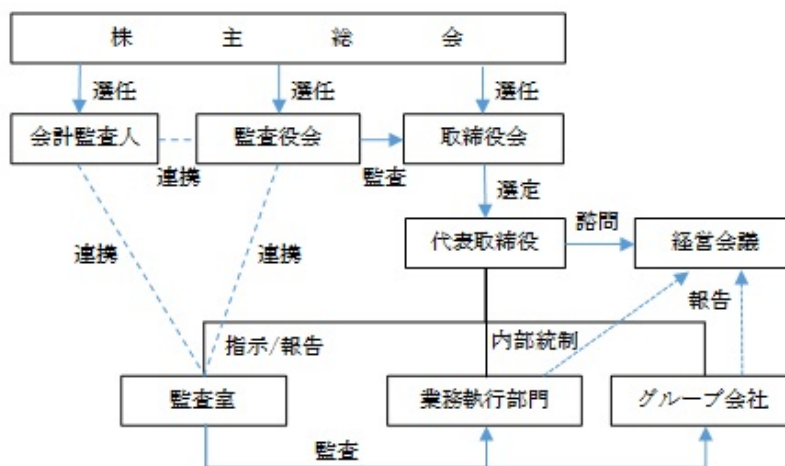 株主総会
選任 選任 選任
会計監査人 監査役会 取締役会
連携 監査
選定
代表取締役 諮問 経営会議
連携 連携
報告
指示/報告 内部統制
監査室 業務執行部門 グループ会社
監査